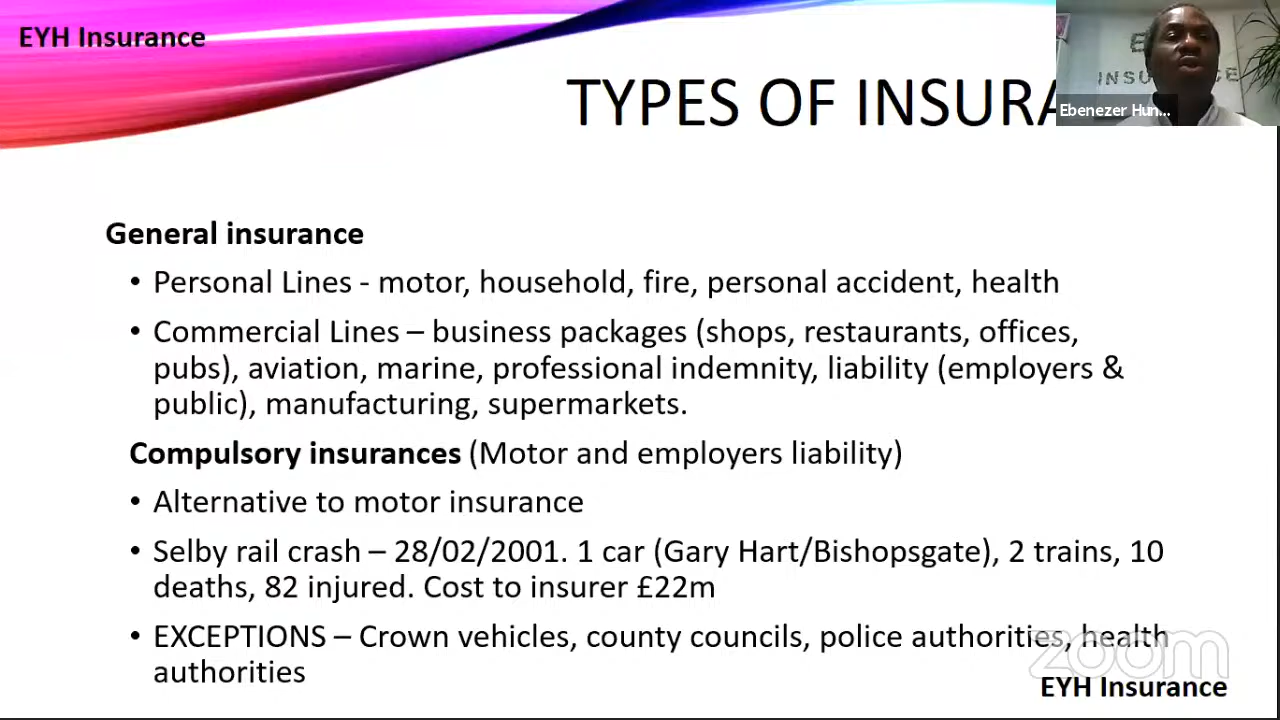 EYH Insurance
TYPES OF INSURA
Ebenezer Hun...
General insurance
• Personal Lines - motor, household, fire, personal accident, health
• Commercial Lines – business packages (shops, restaurants, offices,
pubs), aviation, marine, professional indemnity, liability (employers &
public), manufacturing, supermarkets.
Compulsory insurances (Motor and employers liability)
• Alternative to motor insurance
• Selby rail crash – 28/02/2001. 1 car (Gary Hart/Bishopsgate), 2 trains, 10
deaths, 82 injured. Cost to insurer £22m
• EXCEPTIONS – Crown vehicles, county councils, police authorities, health
authorities
zoom
EYH Insurance